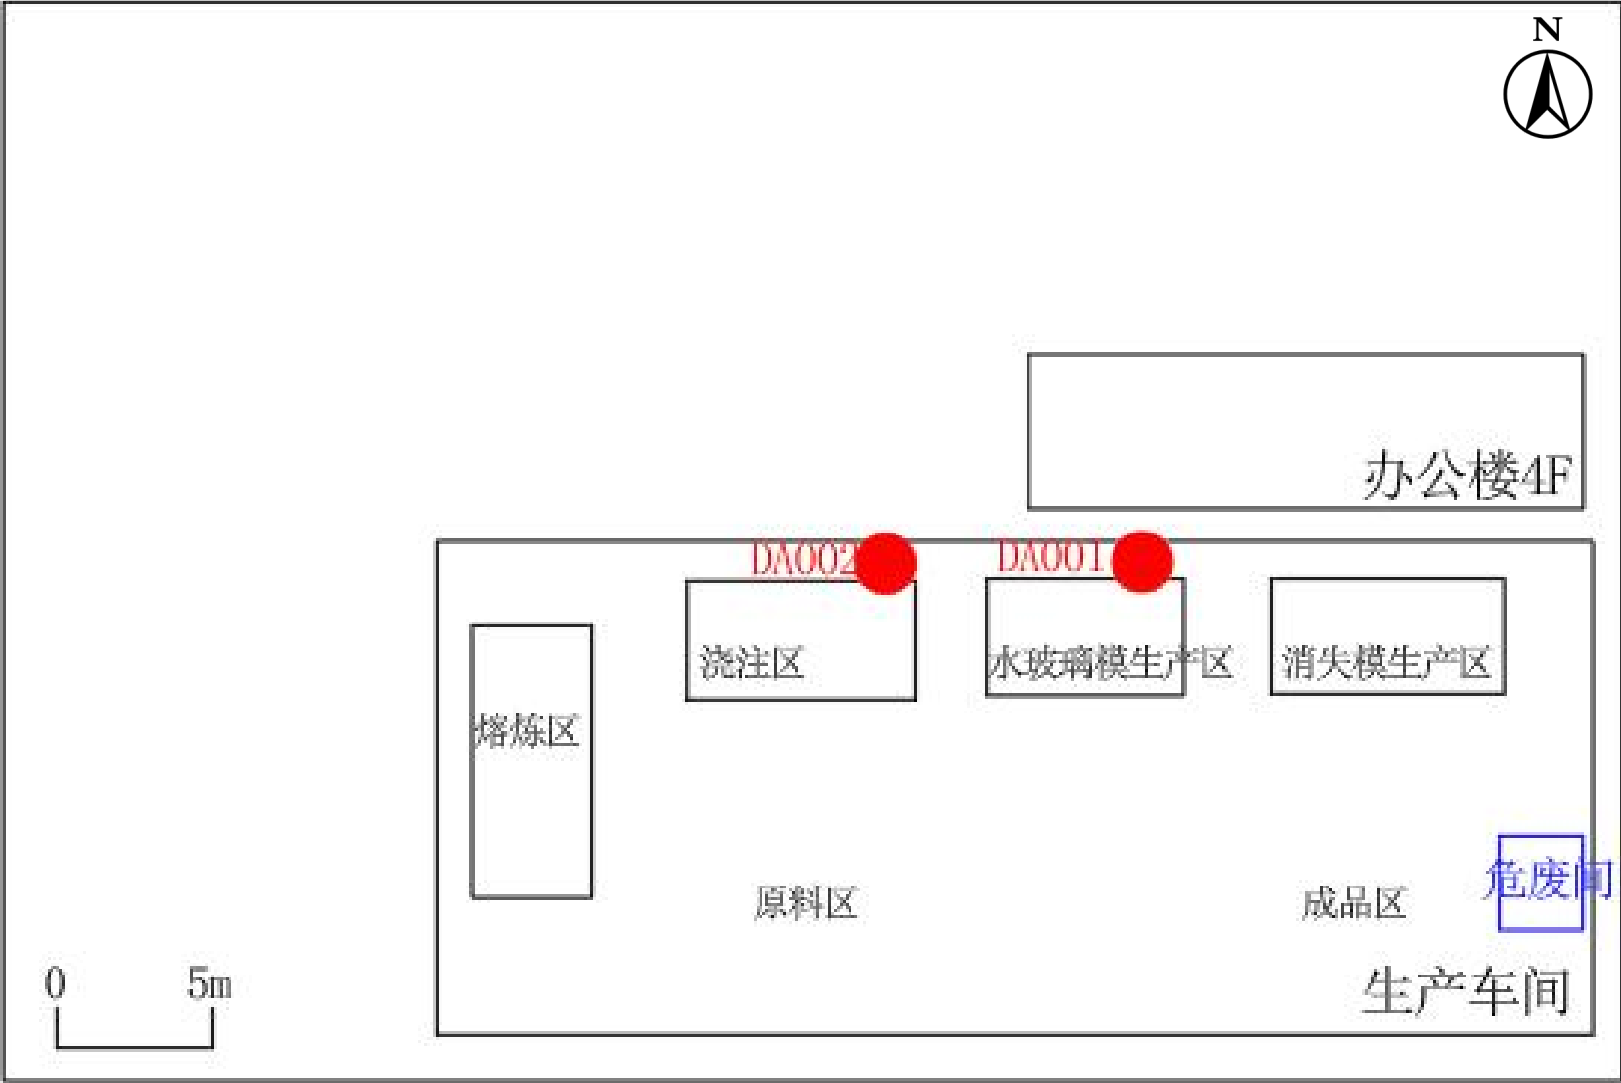 N
办公楼4F
DA002
DA001
浇注区
水玻璃模生产区
消失模生产区
熔炼区
危废间
原料区
成品区
0 5m
生产车间